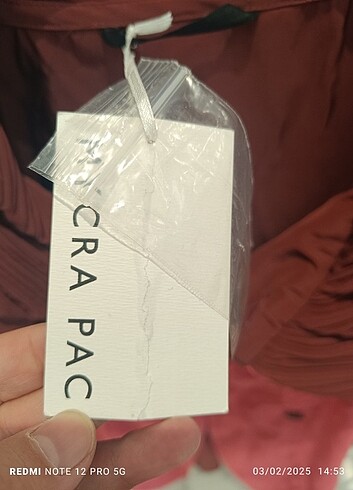 CRA PAC
REDMI NOTE 12 PRO 5G
03/02/2025 14:53